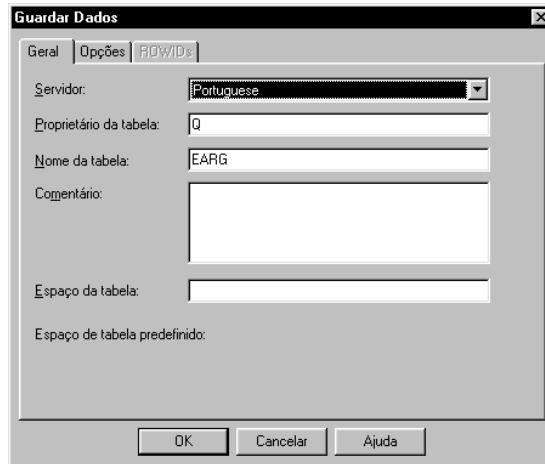 Guardar Dados
Geral Opções ROWIDs
Servidor: Portuguese
Proprietário da tabela: Q
Nome da tabela: EARG
Comentário:
Espaço da tabela:
Espaço de tabela predefinido:
OK Cancelar Ajuda